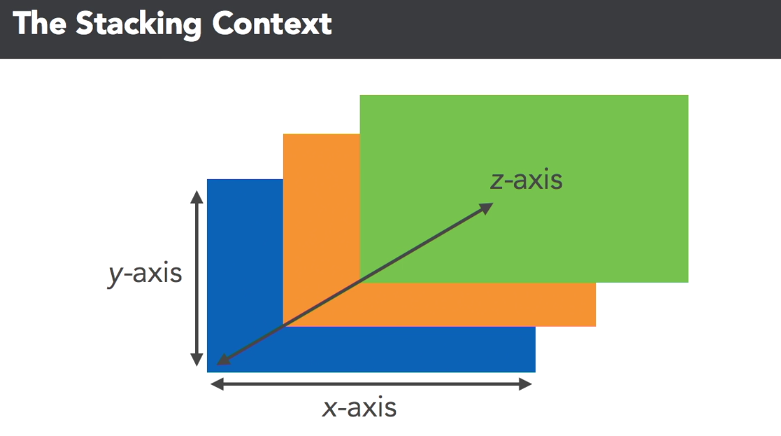 The Stacking Context
z-axis
y-axis
x-axis